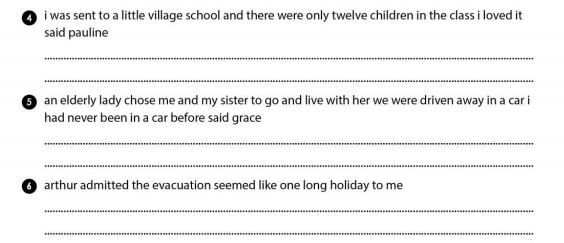 4 i was sent to a little village school and there were only twelve children in the class i loved it
said pauline
5 an elderly lady chose me and my sister to go and live with her we were driven away in a car i
had never been in a car before said grace
6 arthur admitted the evacuation seemed like one long holiday to me